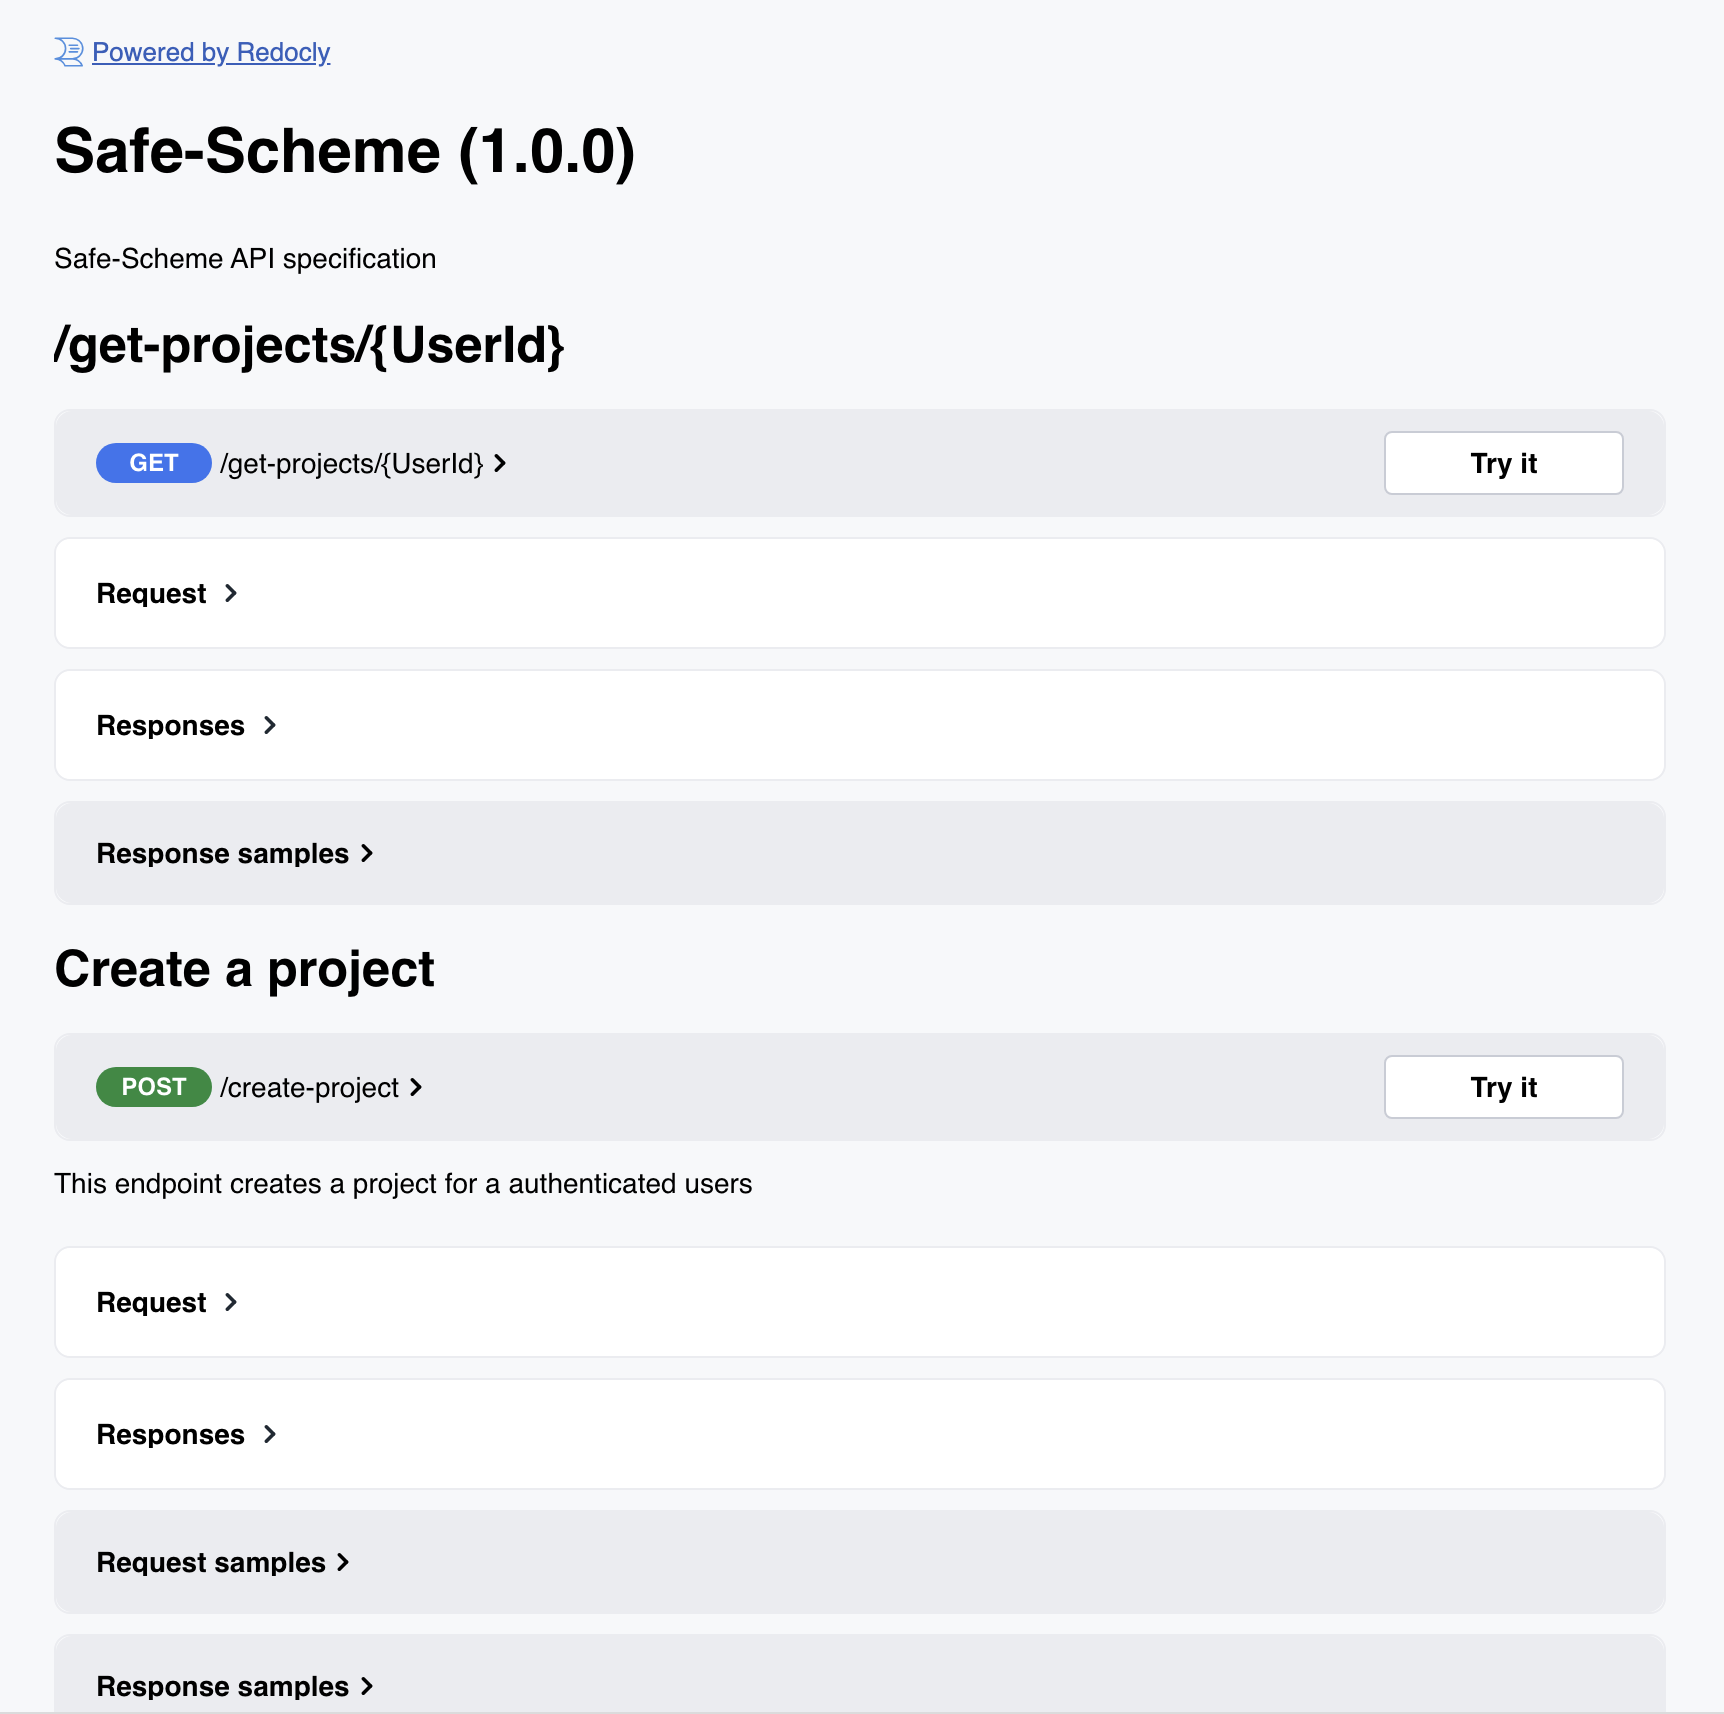 Powered by Redocly
Safe-Scheme (1.0.0)
Safe-Scheme API specification
/get-projects/{UserId}
GET /get-projects/{UserId}
Try it
Request
Responses
Response samples
Create a project
POST /create-project
Try it
This endpoint creates a project for a authenticated users
Request
Responses
Request samples
Response samples